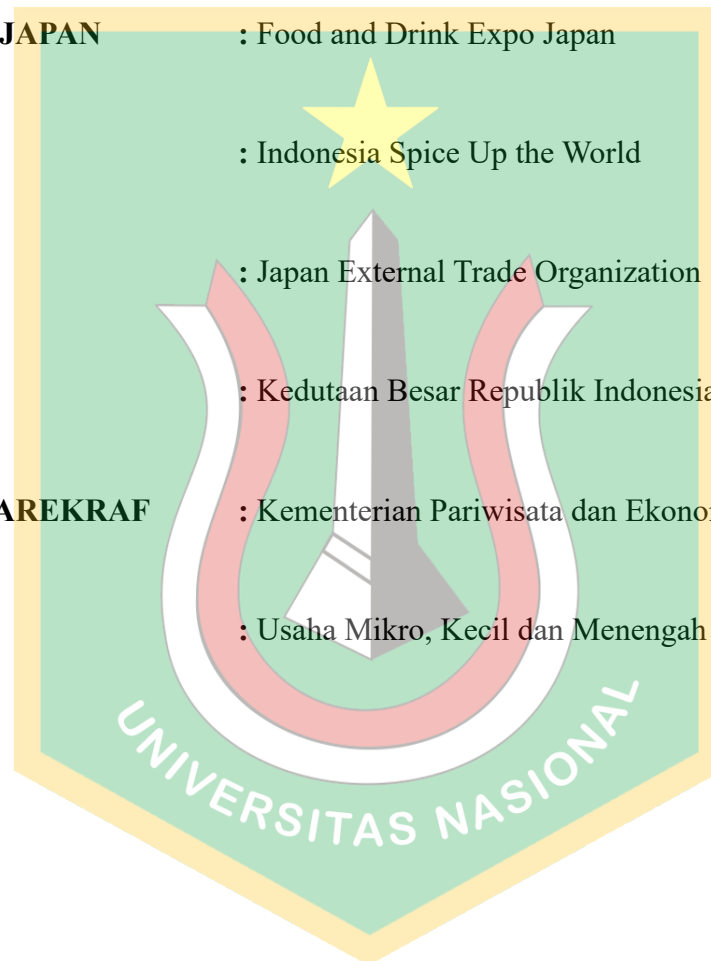 JAPAN : Food and Drink Expo Japan
: Indonesia Spice Up the World
: Japan External Trade Organization
: Kedutaan Besar Republik Indonesia
AREKRAF : Kementerian Pariwisata dan Ekonor
: Usaha Mikro, Kecil dan Menengah
UNIVERSITAS NASIONAL